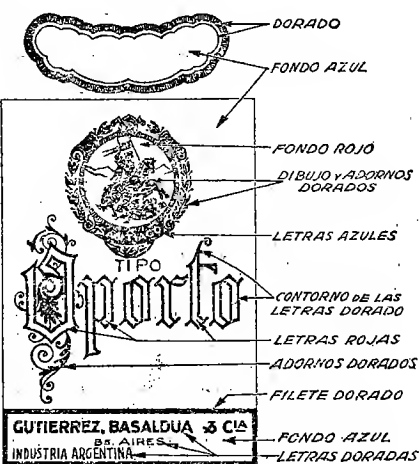 DORADO
FONDO AZUL
FONDO ROJO
DIBUJO Y ADORNOS
DORADOS
LETRAS AZULES
TIPO
Oporto
CONTORNO DE LAS
LETRAS DORADO
LETRAS ROJAS
ADORNOS DORADOS
FILETE DORADO
GUTIERREZ, BASALDUA & CIA
BS. AIRES
INDUSTRIA ARGENTINA
FONDO AZUL
LETRAS DORADAS